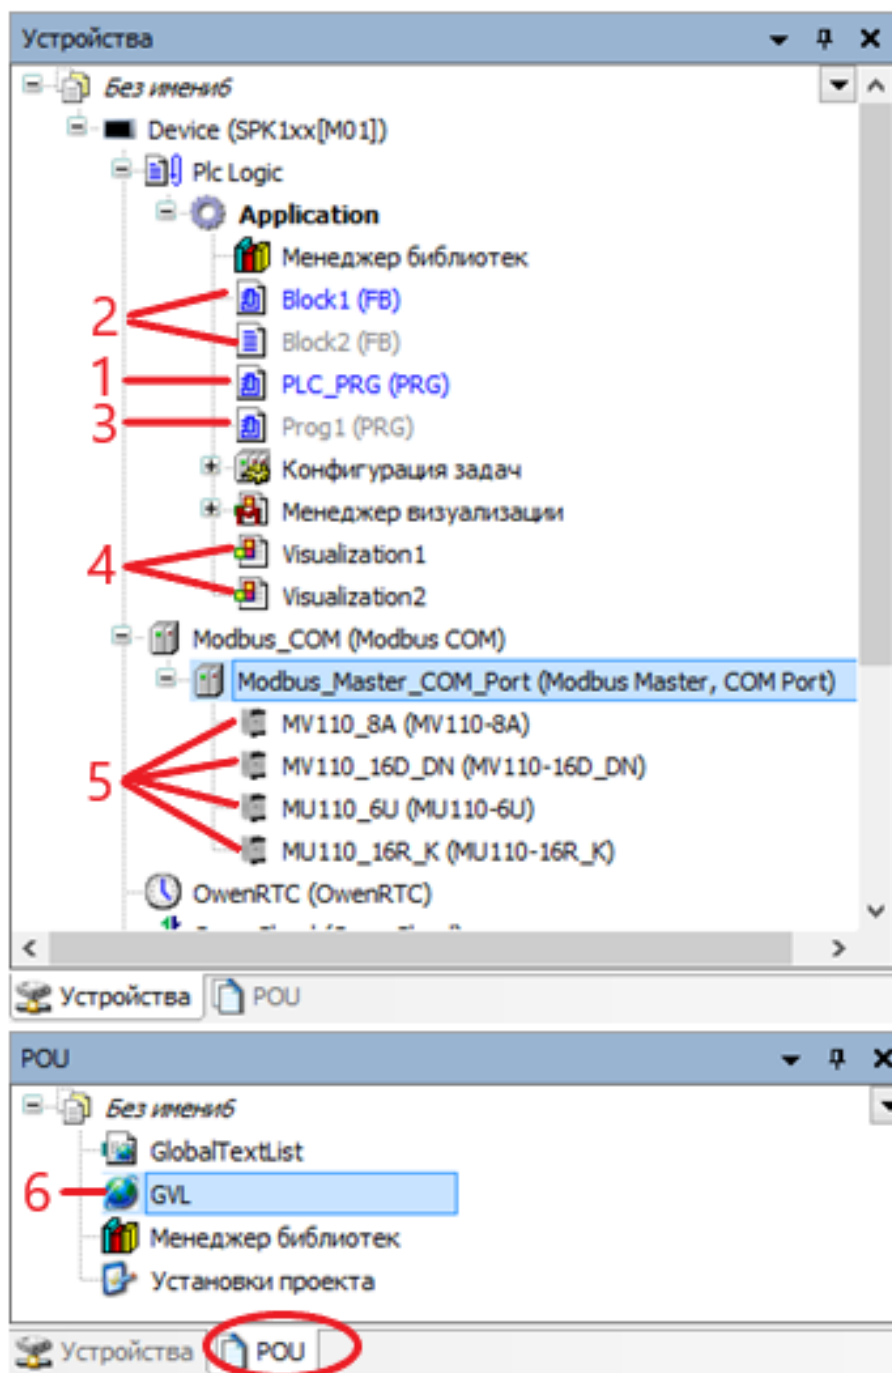 Устройства
Без имени6
Device (SPK1xx[M01])
Plc Logic
Application
Менеджер библиотек
2 Block1 (FB)
Block2 (FB)
1 PLC_PRG (PRG)
3 Prog1 (PRG)
Конфигурация задач
Менеджер визуализации
4 Visualization1
Visualization2
Modbus_COM (Modbus COM)
Modbus_Master_COM_Port (Modbus Master, COM Port)
MV110_8A (MV110-8A)
5 MV110_16D_DN (MV110-16D_DN)
MU110_6U (MU110-6U)
MU110_16R_K (MU110-16R_K)
OwenRTC (OwenRTC)
Устройства POU
POU
Без имени6
GlobalTextList
6 GVL
Менеджер библиотек
Установки проекта
Устройства POU